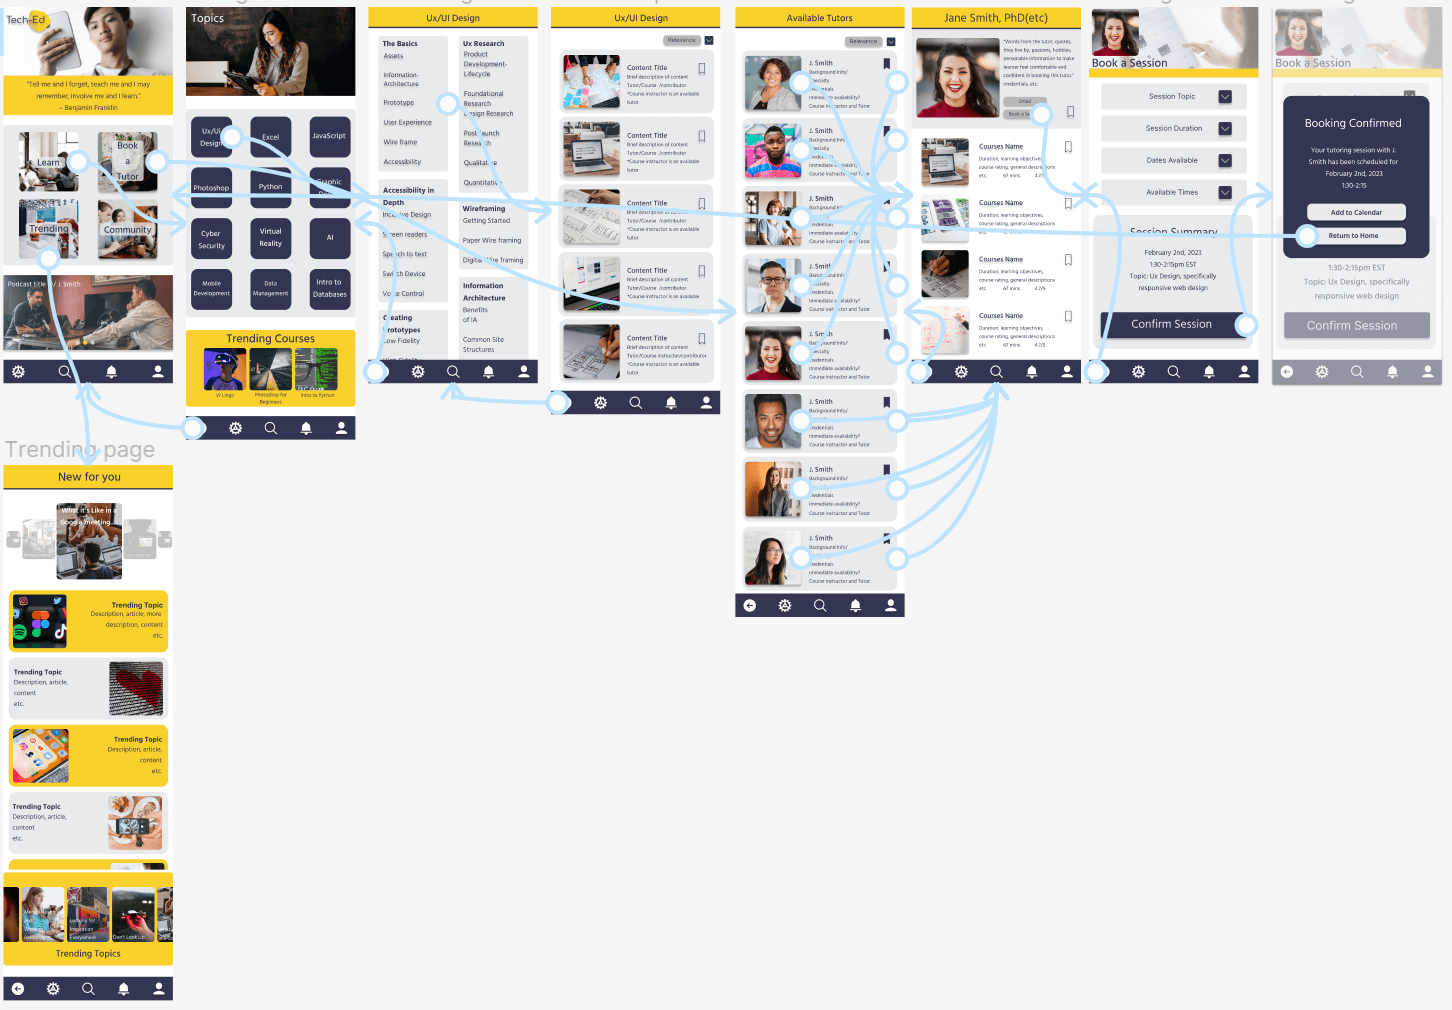 Tech-Ed
"Tell me and I forget, teach me and I may
remember, involve me and I learn."
– Benjamin Franklin
Learn
Book
a
Tutor
Trending
Community
Podcast title
J. Smith
Topics
Ux/Ui
Design
Excel
JavaScript
Photoshop
Python
Graphic
Cyber
Security
Virtual
Reality
AI
Mobile
Development
Data
Management
Intro to
Databases
Trending Courses
Vr Lingo
Photoshop for
Beginners
Intro to Python
Ux/UI Design
The Basics
Assets
Information-
Architecture
Prototype
User Experience
Wire frame
Accessibility
Accessibility in
Depth
Inclusive Design
Screen readers
Speech to text
Switch Device
Voice Control
Creating
Prototypes
Low Fidelity
Ux Research
Product
Development-
Lifecycle
Foundational
Research
Design Research
Post launch
Research
Qualitative
Quantitative
Wireframing
Getting Started
Paper Wire framing
Digital Wire framing
Information
Architecture
Benefits
of IA
Common Site
Structures
Ux/UI Design
Relevance
Content Title
Brief description of content
Tutor/Course /contributor
*Course instructor is an available
tutor
Content Title
Brief description of content
Tutor/Course /contributor
*Course instructor is an available
tutor
Content Title
Brief description of content
Tutor/Course /contributor
*Course instructor is an available
tutor
Content Title
Brief description of content
Tutor/Course /contributor
*Course instructor is an available
tutor
Content Title
Brief description of content
Tutor/Course instructor/contributor
*Course instructor is an available
tutor
Available Tutors
Relevance
J. Smith
Background Info/
Specialty
Credentials
Immediate availability?
Course instructor and Tutor
J. Smith
Background Info/
Specialty
Credentials
Immediate availability?
Course instructor and Tutor
J. Smith
Background Info/
Credentials
Immediate availability?
Course instructor and Tutor
J. Smith
Background Info/
Specialty
Credentials
Immediate availability?
Course instructor and Tutor
J. Smith
Background Info/
Specialty
Credentials
Immediate availability?
Course instructor and Tutor
J. Smith
Background Info/
Specialty
Credentials
Immediate availability?
Course instructor and Tutor
J. Smith
Background Info/
Credentials
Immediate availability?
Course instructor and Tutor
J. Smith
Background Info/
Credentials
Immediate availability?
Course instructor and Tutor
Jane Smith, PhD(etc)
"Words from the tutor, quotes,
they live by, passions, hobbies,
personable information to make
learner feel comfortable and
confident in booking this tutor."
credentials, etc.
Email
Book a
Courses Name
Duration, learning objectives,
course rating, general descriptions
etc. 67 mins. 4.7/5
Courses Name
Duration, learning objectives,
course rating, general descriptions
etc. 67 mins. 4.7/5
Courses Name
Duration, learning objectives,
course rating, general descriptions
etc. 67 mins. 4.7/5
Courses Name
Duration, learning objectives,
course rating, general descriptions
etc. 67 mins. 4.7/5
Book a Session
Session Topic
Session Duration
Dates Available
Available Times
Session Summary
February 2nd, 2023
1:30-2:15pm EST
Topic: Ux Design, specifically
responsive web design
Confirm Session
Book a Session
Booking Confirmed
Your tutoring session with J.
Smith has been scheduled for
February 2nd, 2023
1:30-2:15
Add to Calendar
Return to Home
1:30-2:15pm EST
Topic: Ux Design, specifically
responsive web design
Confirm Session
Trending page
New for you
What it's Like in a
Google meeting...
Trending Topic
Description, article, more
description, content
etc.
Trending Topic
Description, article,
content
etc.
Trending Topic
Description, article,
content
etc.
Trending Topic
Description, article,
content
etc.
Looking for
Inspiration
Everywhere
Don't Look Up
Trending Topics